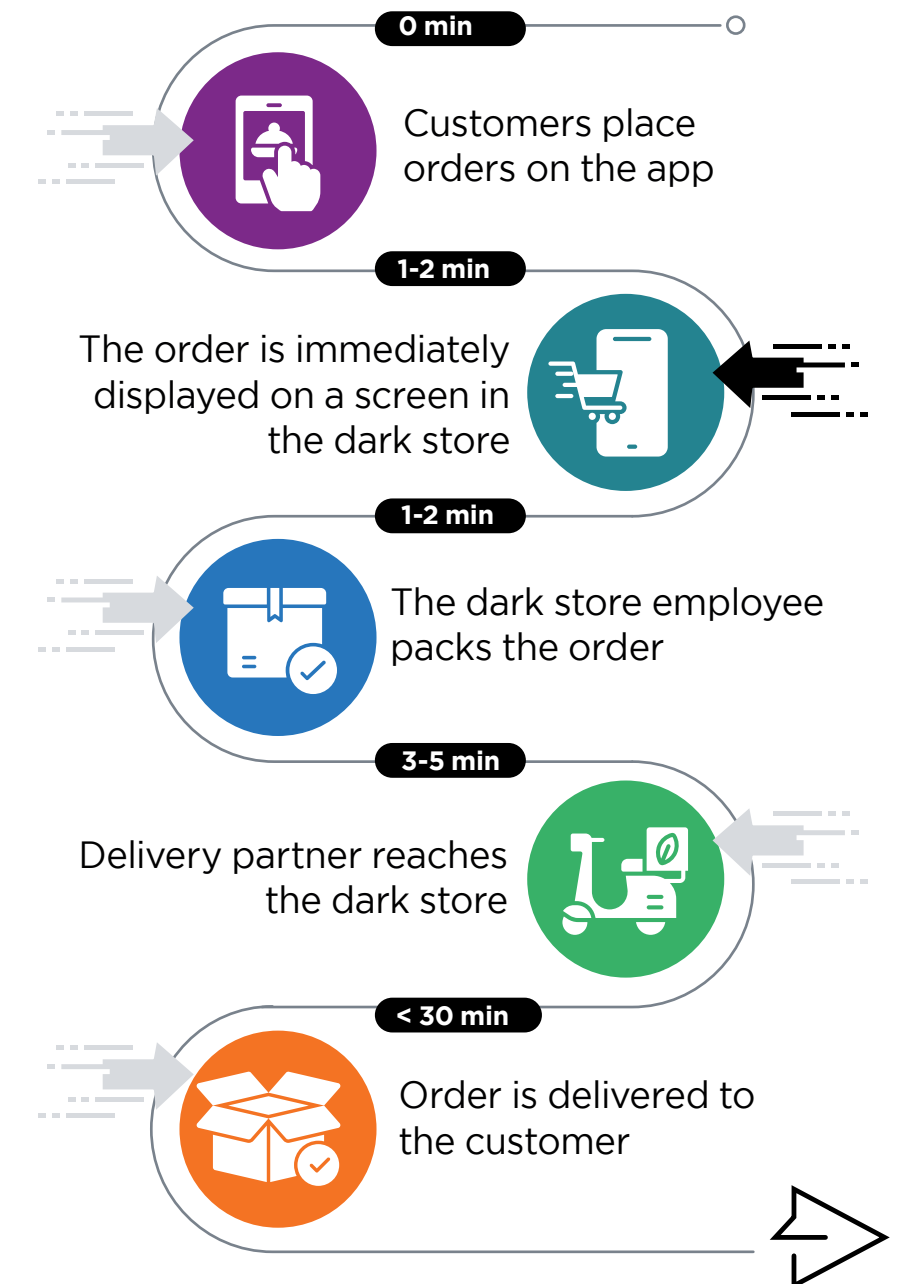 0 min
Customers place
orders on the app
1-2 min
The order is immediately
displayed on a screen in
the dark store
1-2 min
The dark store employee
packs the order
3-5 min
Delivery partner reaches
the dark store
< 30 min
Order is delivered to
the customer